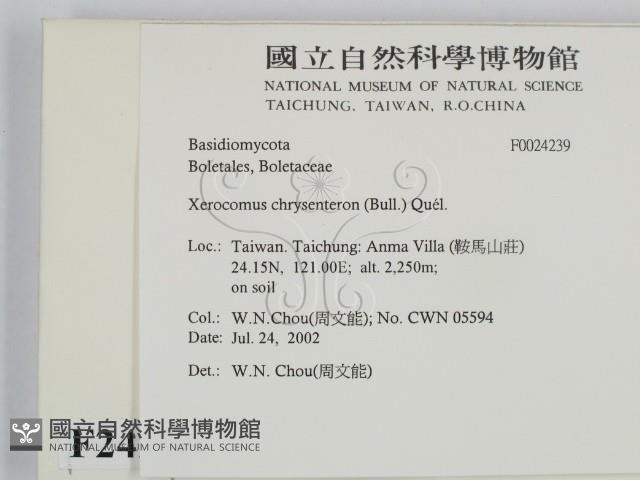 國立自然科學博物館
NATIONAL MUSEUM OF NATURAL SCIENCE
TAICHUNG, TAIWAN, R.O.CHINA
Basidiomycota F0024239
Boletales, Boletaceae
Xerocomus chrysenteron (Bull.) Quél.
Loc.: Taiwan. Taichung: Anma Villa (鞍馬山莊)
24.15N, 121.00E; alt. 2,250m;
on soil
Col.: W.N.Chou(周文能); No. CWN 05594
Date: Jul. 24, 2002
Det.: W.N. Chou(周文能)
國立自然科學博物館
NATIONAL MUSEUM OF NATURAL SCIENCE
F24